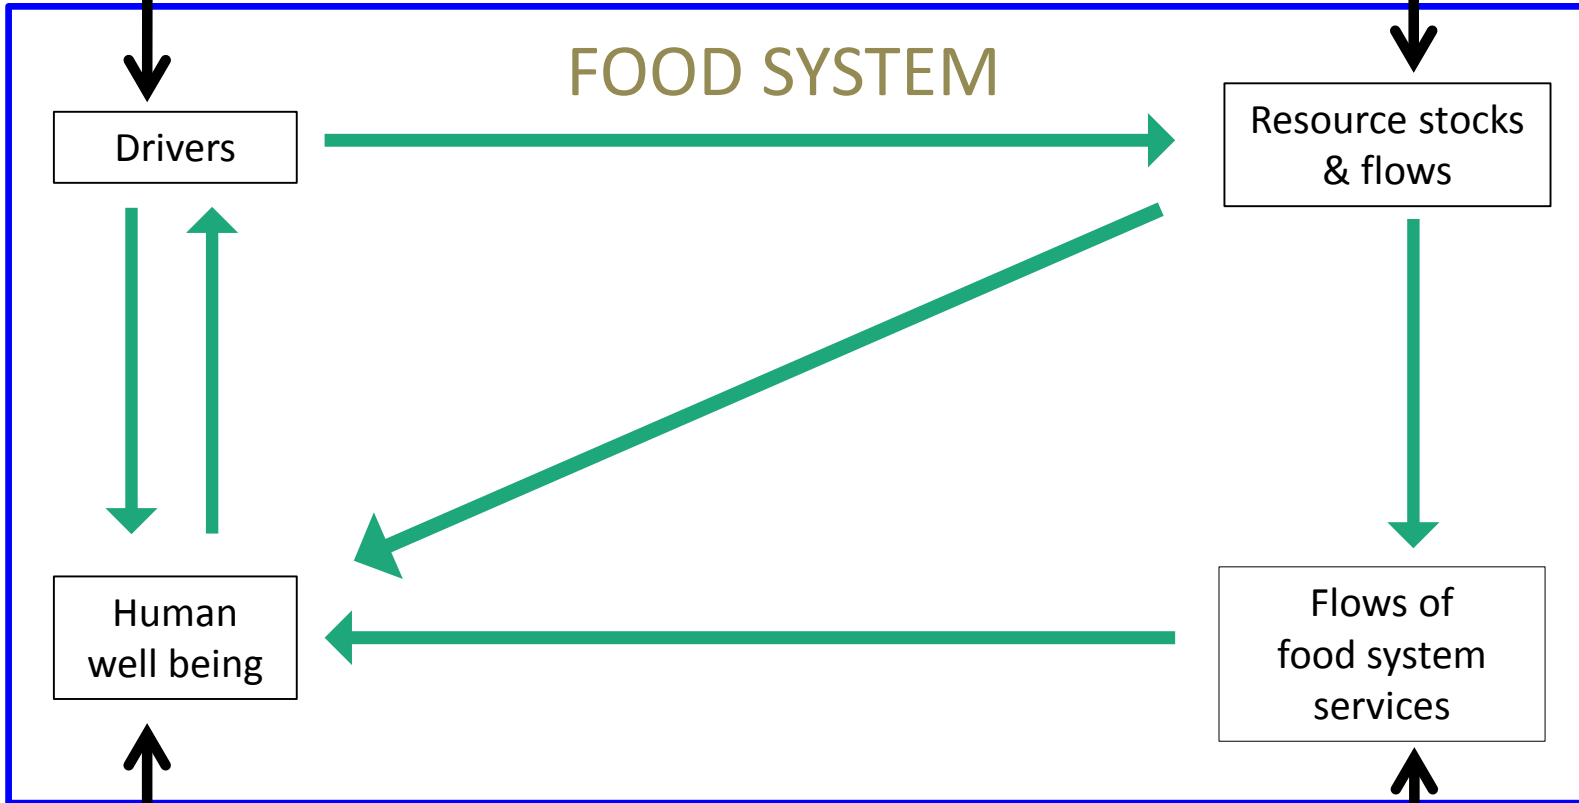 FOOD SYSTEM
Drivers
Resource stocks
& flows
Human
well being
Flows of
food system
services